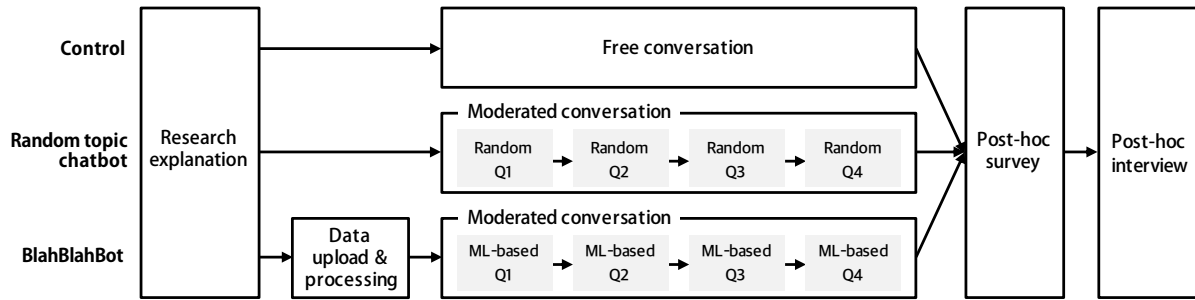 Control
Random topic
chatbot
BlahBlahBot
Research
explanation
Free conversation
Moderated conversation
Random
Q1
Random
Q2
Random
Q3
Random
Q4
Data
upload &
processing
Moderated conversation
ML-based
Q1
ML-based
Q2
ML-based
Q3
ML-based
Q4
Post-hoc
survey
Post-hoc
interview